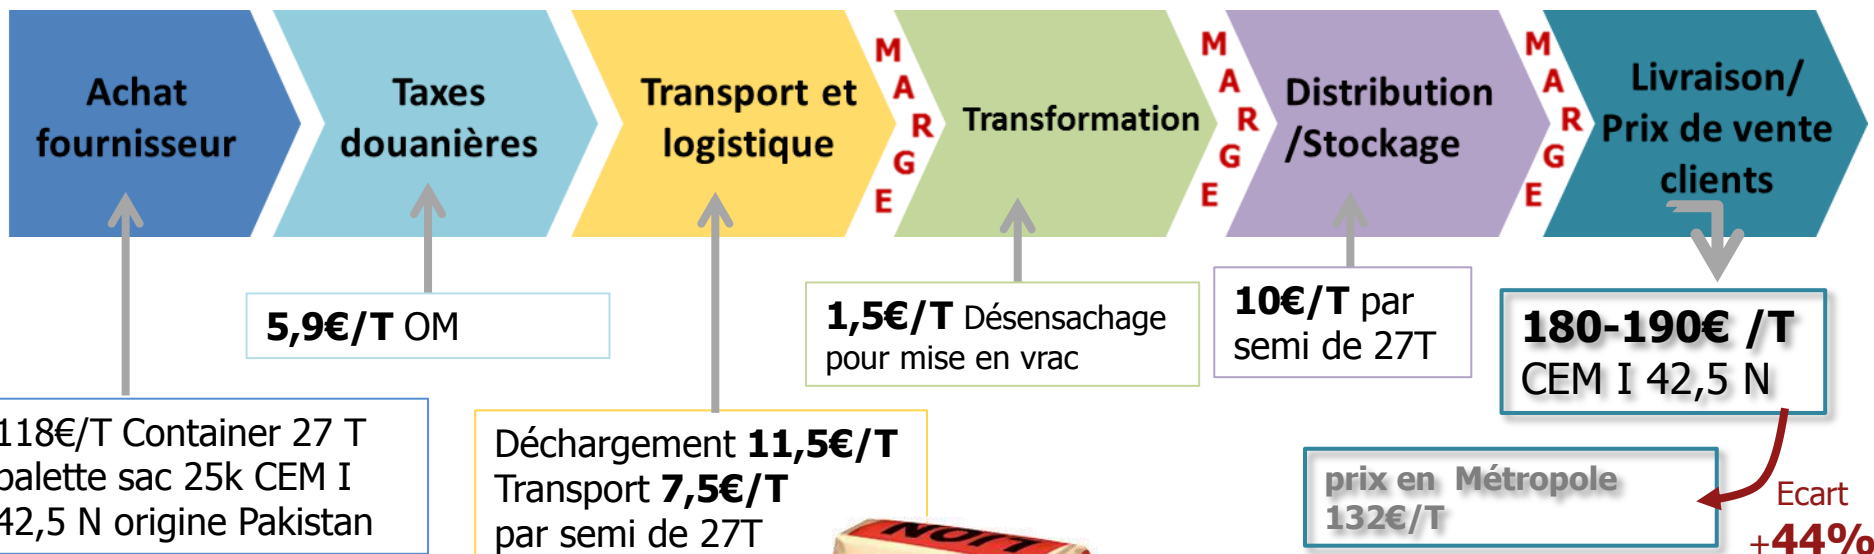 Achat
fournisseur
Taxes
douanières
Transport et
logistique
MARGE
Transformation
MARGE
Distribution
/Stockage
MARGE
Livraison/
Prix de vente
clients
5,9€/T OM
1,5€/T Désensachage
pour mise en vrac
10€/T par
semi de 27T
180-190€ /T
CEM I 42,5 N
118€/T Container 27 T
palette sac 25k CEM I
42,5 N origine Pakistan
Déchargement 11,5€/T
Transport 7,5€/T
par semi de 27T
prix en Métropole
132€/T
Ecart
+44%
LION